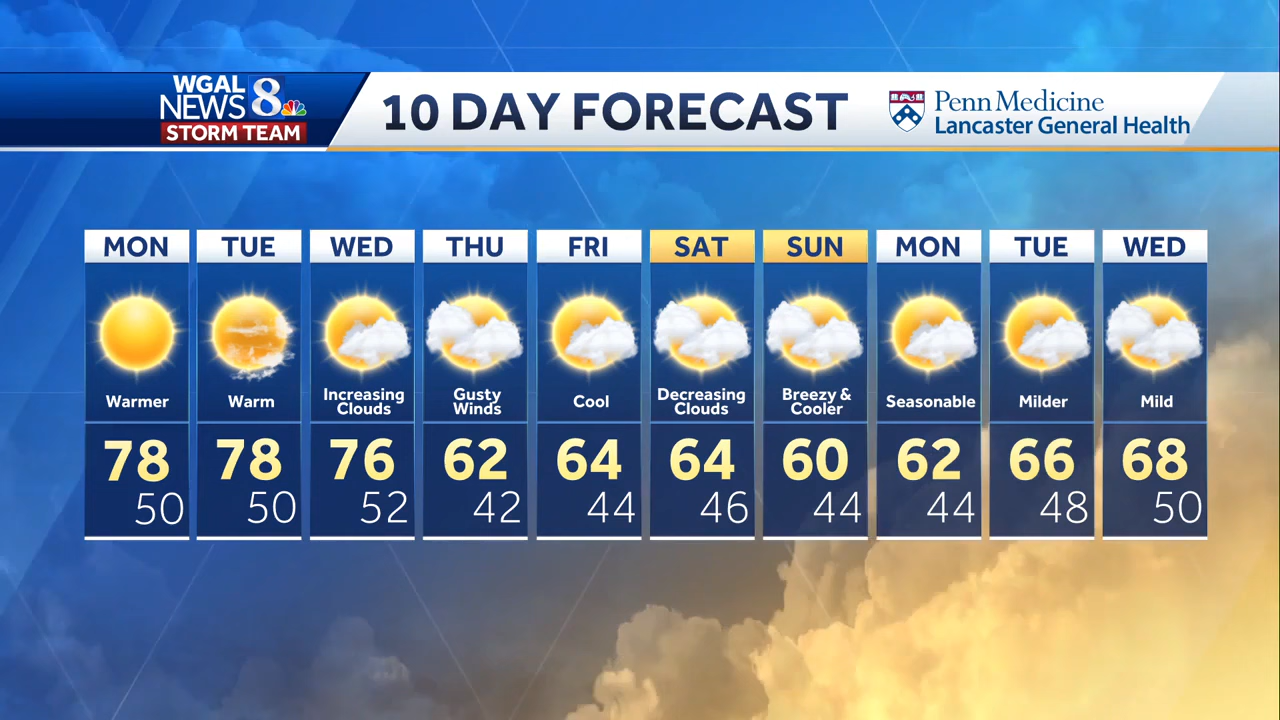 WGAL
NEWS 8
STORM TEAM
10 DAY FORECAST
Penn Medicine
Lancaster General Health
MON TUE WED THU FRI SAT SUN MON TUE WED
Warmer
Warm
Increasing
Clouds
Gusty
Winds
Cool
Decreasing
Clouds
Breezy &
Cooler
Seasonable
Milder
Mild
78 78 76 62 64 64 60 62 66 68
50 50 52 42 44 46 44 44 48 50